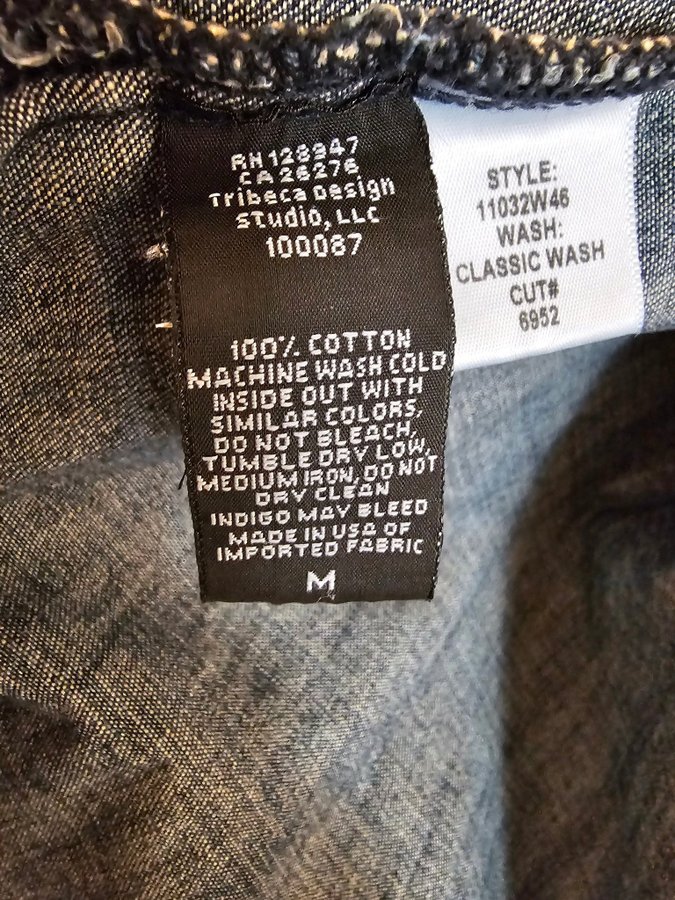 RN 128947
CA 26276
Tribeca Design
Studio, LLC
100087
100% COTTON
MACHINE WASH COLD
INSIDE OUT WITH
SIMILAR COLORS,
DO NOT BLEACH,
TUMBLE DRY LOW,
MEDIUM IRON, DO NOT
DRY CLEAN
INDIGO MAY BLEED
MADE IN USA OF
IMPORTED FABRIC
M
STYLE:
11032W46
WASH:
CLASSIC WASH
CUT#
6952